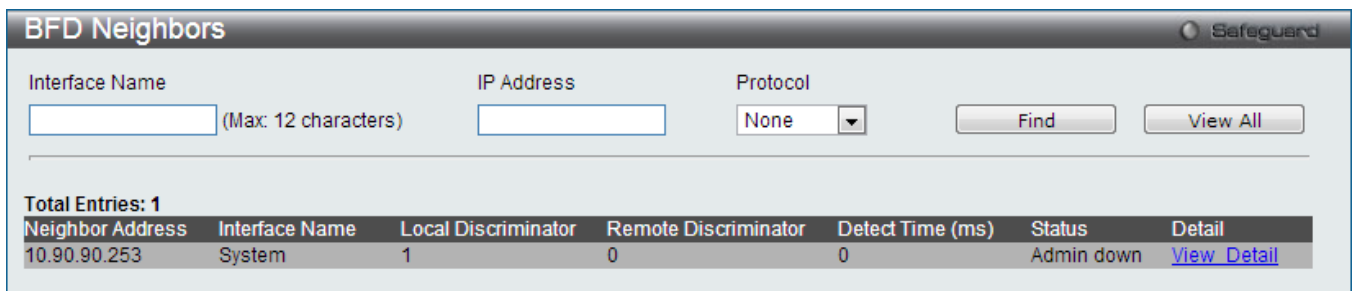 BFD Neighbors
Safeguard
Interface Name IP Address Protocol
(Max: 12 characters) None Find View All
Total Entries: 1
Neighbor Address Interface Name Local Discriminator Remote Discriminator Detect Time (ms) Status Detail
10.90.90.253 System 1 0 0 Admin down View Detail